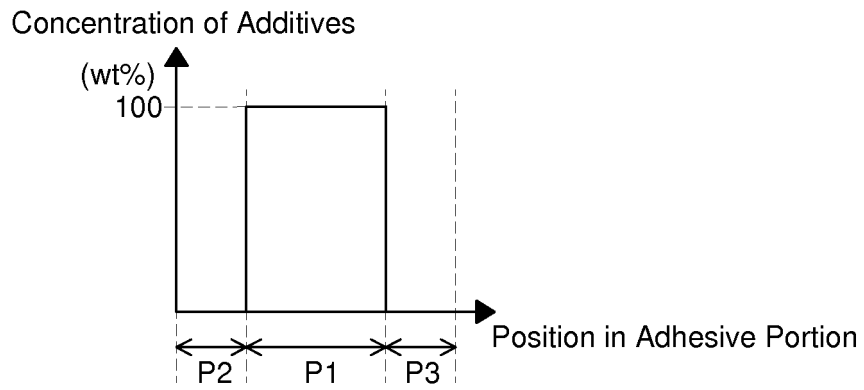 Concentration of Additives
(wt%)
100
Position in Adhesive Portion
P2 P1 P3